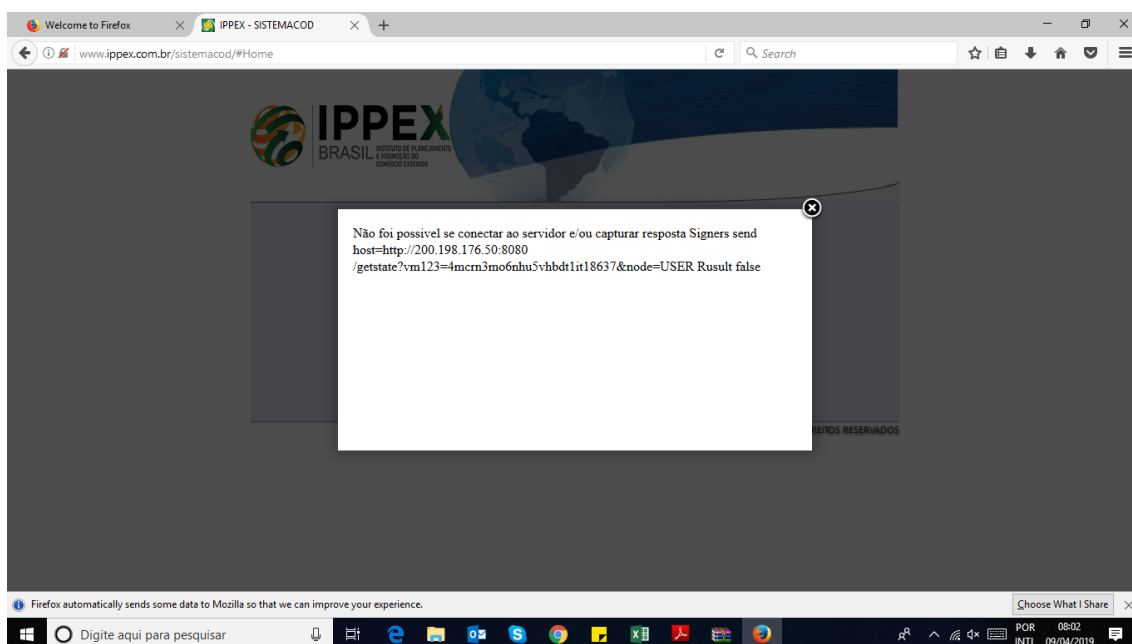 Welcome to Firefox
IPPEX - SISTEMACOD
www.ippex.com.br/sistemacod/#Home
Search
IPPEX
BRASIL
INSTITUTO DE PLANEJAMENTO
E PROMOÇÃO DO
COMÉRCIO EXTERIOR
Não foi possivel se conectar ao servidor e/ou capturar resposta Signers send
host=http://200.198.176.50:8080
/getstate?vm123=4mcrn3mo6nhu5vhbdt1it18637&node=USER Rusult false
REITOS RESERVADOS
Firefox automatically sends some data to Mozilla so that we can improve your experience.
Choose What I Share
Digite aqui para pesquisar
POR
INTL
08:02
09/04/2019